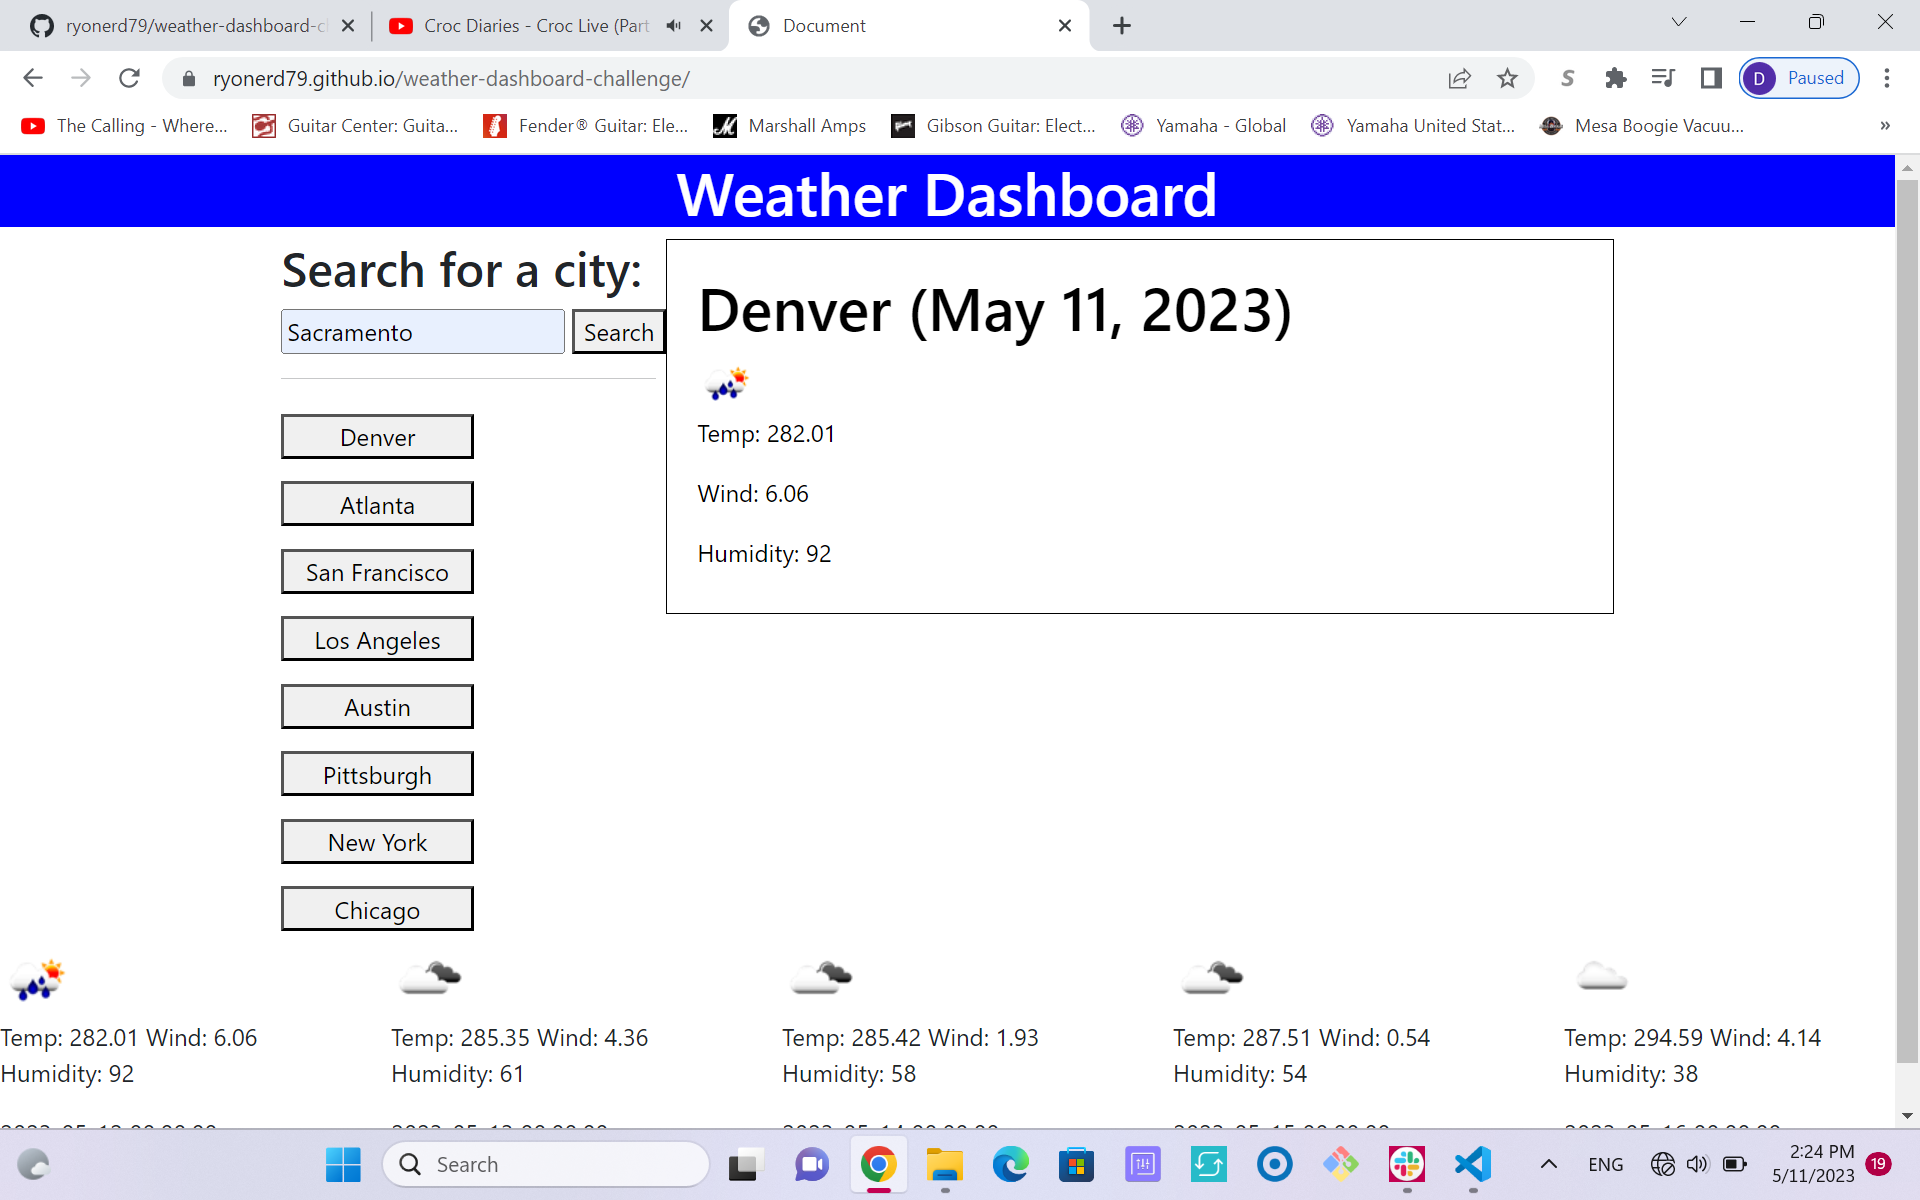 ryonerd79/weather-dashboard-cl
Croc Diaries - Croc Live (Part
Document
ryonerd79.github.io/weather-dashboard-challenge/
S
D
Paused
The Calling - Where...
Guitar Center: Guita...
Fender® Guitar: Ele...
Marshall Amps
Gibson Guitar: Elect...
Yamaha - Global
Yamaha United Stat...
Mesa Boogie Vacuu...
»
Weather Dashboard
Search for a city:
Sacramento
Search
Denver
Atlanta
San Francisco
Los Angeles
Austin
Pittsburgh
New York
Chicago
Denver (May 11, 2023)
Temp: 282.01
Wind: 6.06
Humidity: 92
Temp: 282.01 Wind: 6.06
Humidity: 92
Temp: 285.35 Wind: 4.36
Humidity: 61
Temp: 285.42 Wind: 1.93
Humidity: 58
Temp: 287.51 Wind: 0.54
Humidity: 54
Temp: 294.59 Wind: 4.14
Humidity: 38
Search
ENG
2:24 PM
5/11/2023
19